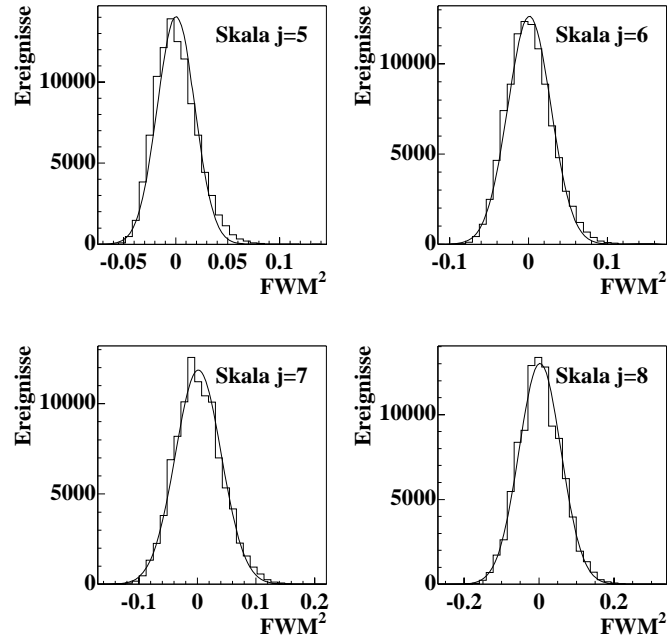 Ereignisse
Skala j=5
10000
5000
0
-0.05 0 0.05 0.1
FWM²
Ereignisse
Skala j=6
10000
5000
0
-0.1 0 0.1
FWM²
Ereignisse
Skala j=7
10000
5000
0
-0.1 0 0.1 0.2
FWM²
Ereignisse
Skala j=8
10000
5000
0
-0.2 0 0.2
FWM²